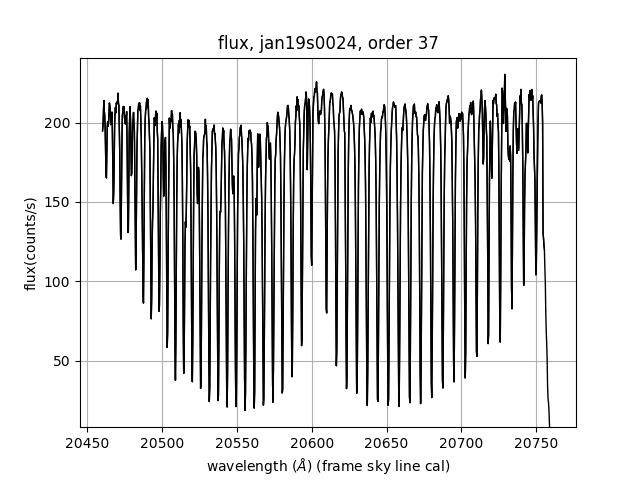 flux, jan19s0024, order 37
flux(counts/s)
200
150
100
50
20450 20500 20550 20600 20650 20700 20750
wavelength (Å) (frame sky line cal)